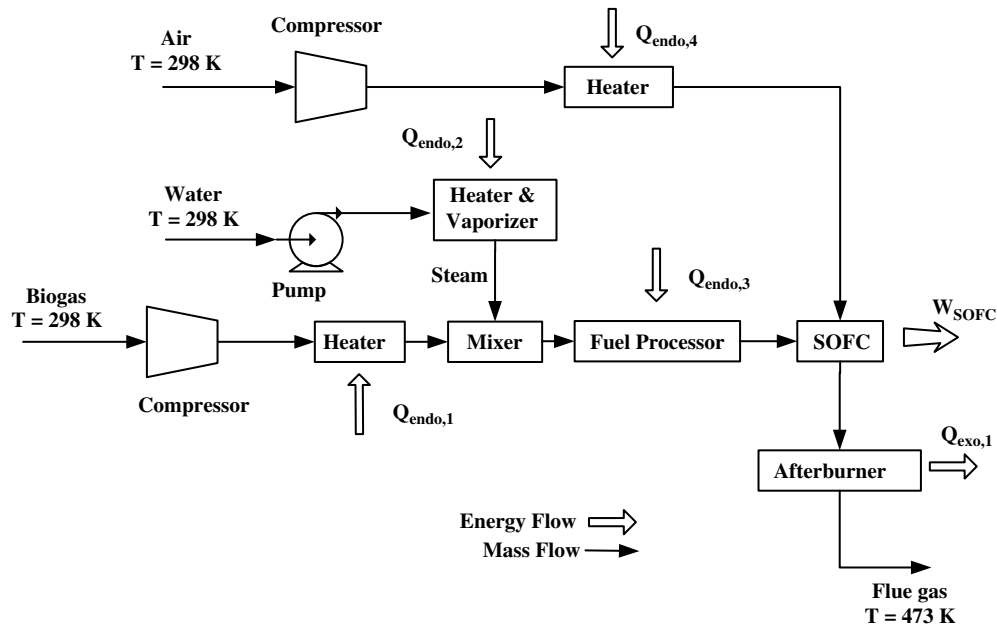 Compressor
Air
T = 298 K
Q_endo,4
Heater
Q_endo,2
Heater &
Vaporizer
Water
T = 298 K
Pump
Steam
Q_endo,3
Biogas
T = 298 K
Compressor
Heater
Mixer
Fuel Processor
SOFC
W_SOFC
Q_endo,1
Afterburner
Q_exo,1
Energy Flow
Mass Flow
Flue gas
T = 473 K